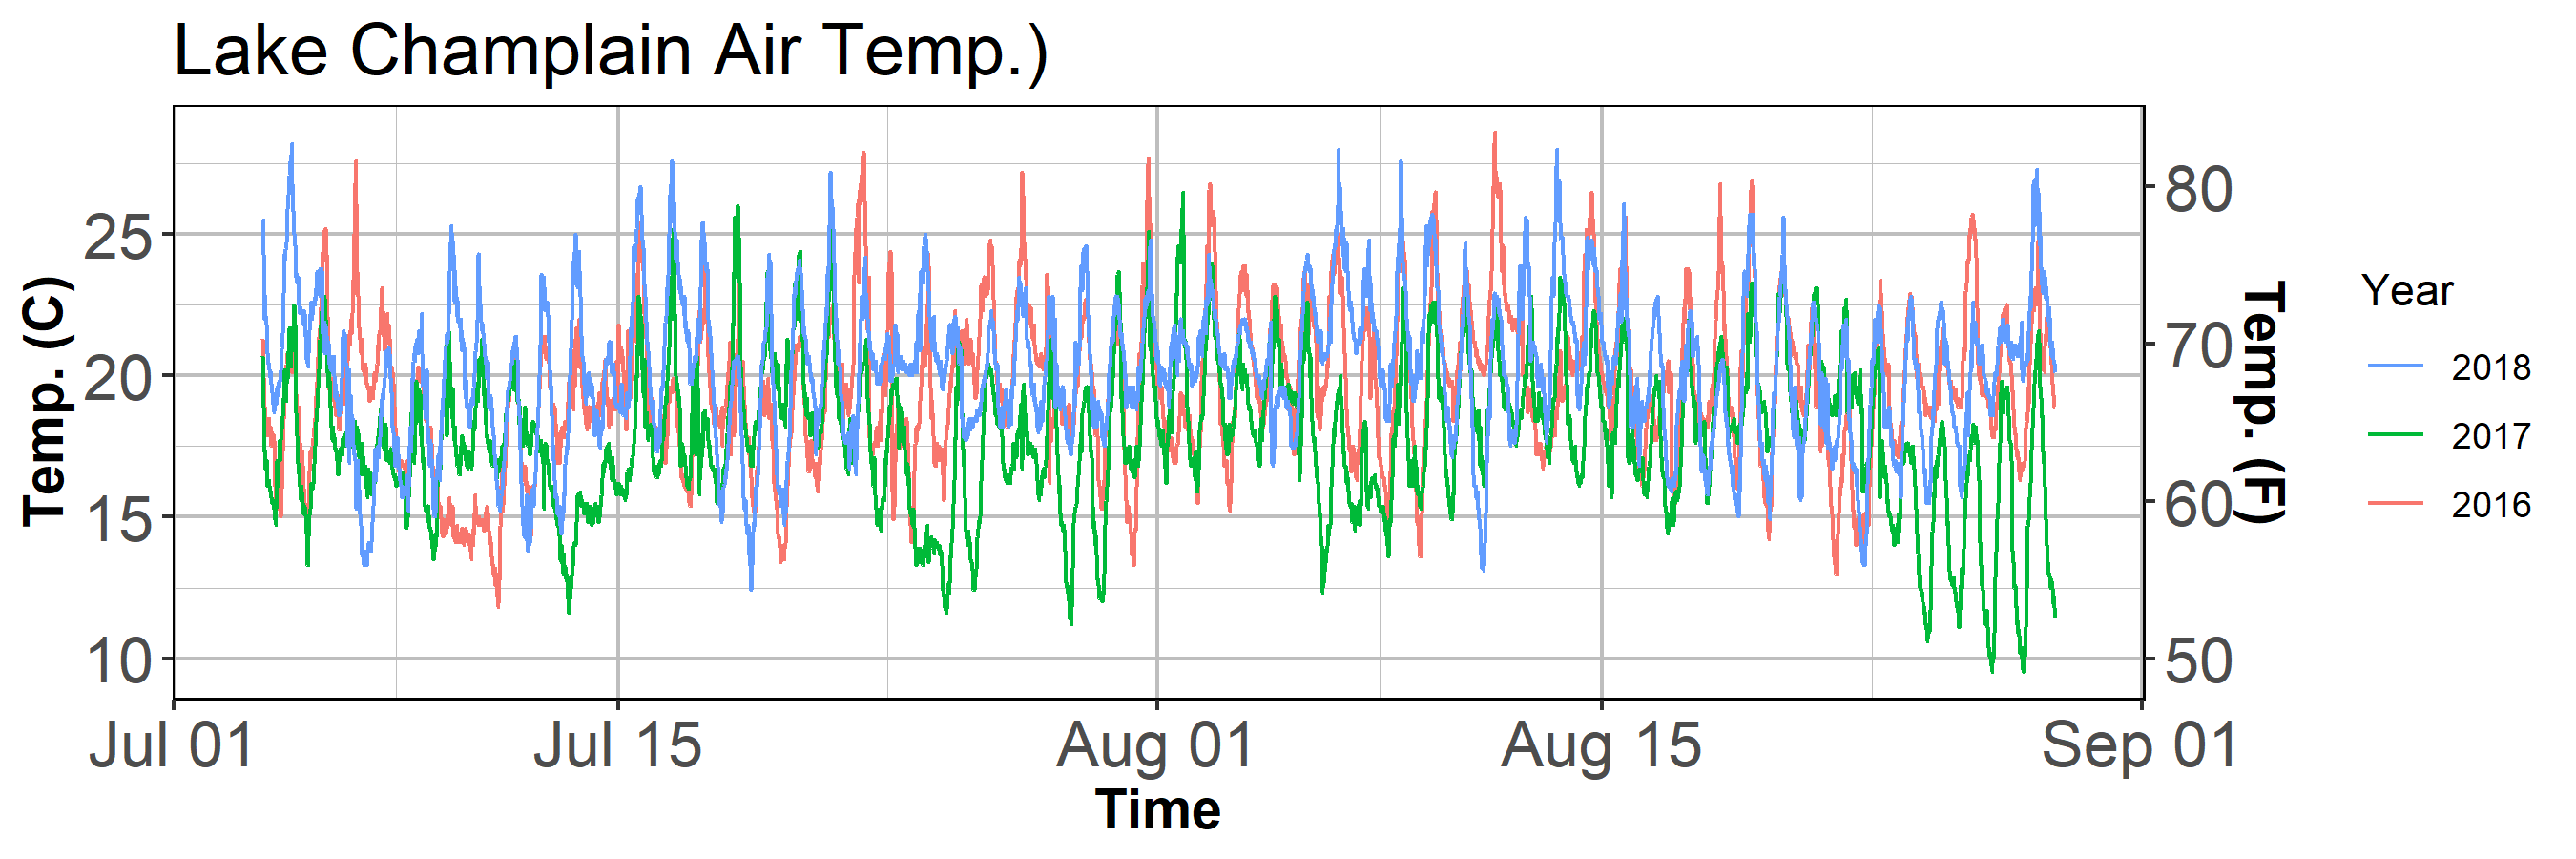 Lake Champlain Air Temp.)
Temp. (C)
25
20
15
10
80
70
60
50
Temp. (F)
Jul 01
Jul 15
Aug 01
Aug 15
Sep 01
Time
Year
2018
2017
2016